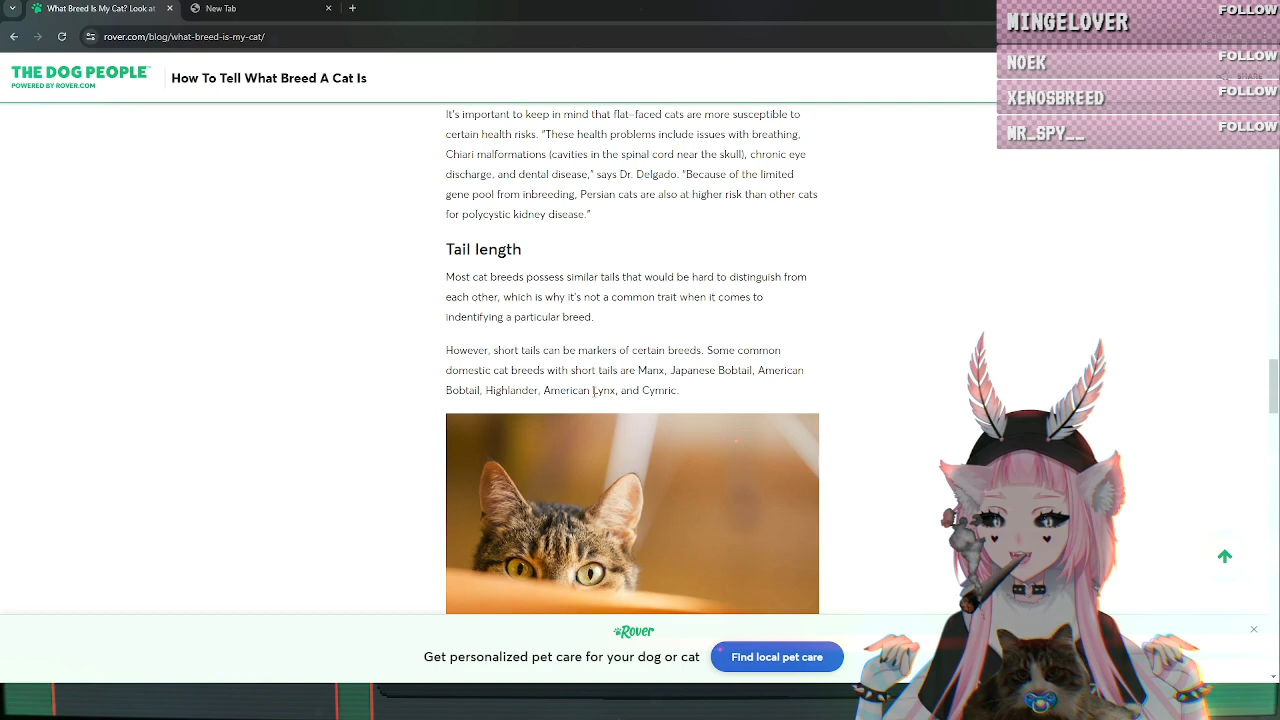 What Breed Is My Cat? Look at
New Tab
rover.com/blog/what-breed-is-my-cat/
THE DOG PEOPLE™
POWERED BY ROVER.COM
How To Tell What Breed A Cat Is
SHARE
MINGELOVER FOLLOW
NOEK FOLLOW
XENOSBREED FOLLOW
MR_SPY__ FOLLOW
It's important to keep in mind that flat-faced cats are more susceptible to
certain health risks. "These health problems include issues with breathing,
Chiari malformations (cavities in the spinal cord near the skull), chronic eye
discharge, and dental disease," says Dr. Delgado. "Because of the limited
gene pool from inbreeding, Persian cats are also at higher risk than other cats
for polycystic kidney disease."
Tail length
Most cat breeds possess similar tails that would be hard to distinguish from
each other, which is why it's not a common trait when it comes to
indentifying a particular breed.
However, short tails can be markers of certain breeds. Some common
domestic cat breeds with short tails are Manx, Japanese Bobtail, American
Bobtail, Highlander, American Lynx, and Cymric.
Rover
Get personalized pet care for your dog or cat
Find local pet care